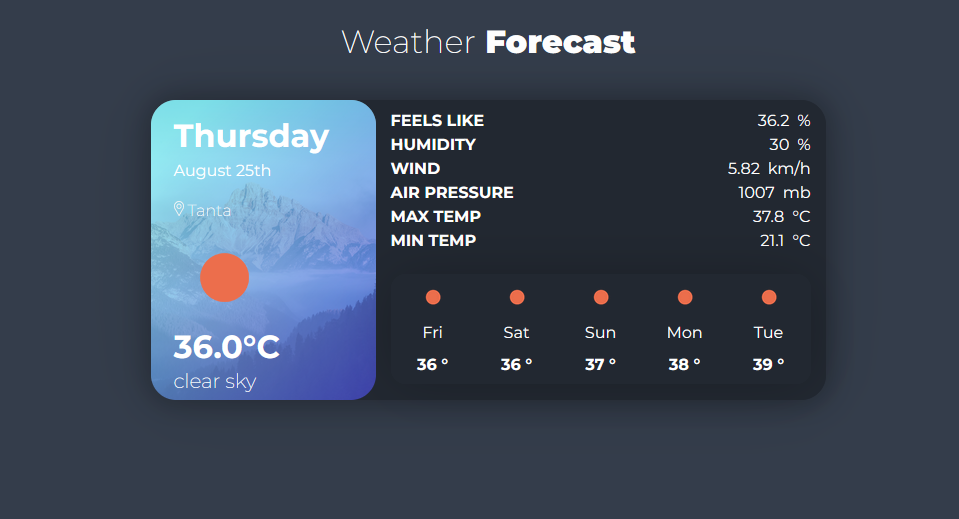 Weather Forecast
Thursday
August 25th
Tanta
36.0°C
clear sky
FEELS LIKE 36.2 %
HUMIDITY 30 %
WIND 5.82 km/h
AIR PRESSURE 1007 mb
MAX TEMP 37.8 °C
MIN TEMP 21.1 °C
Fri Sat Sun Mon Tue
36 ° 36 ° 37 ° 38 ° 39 °